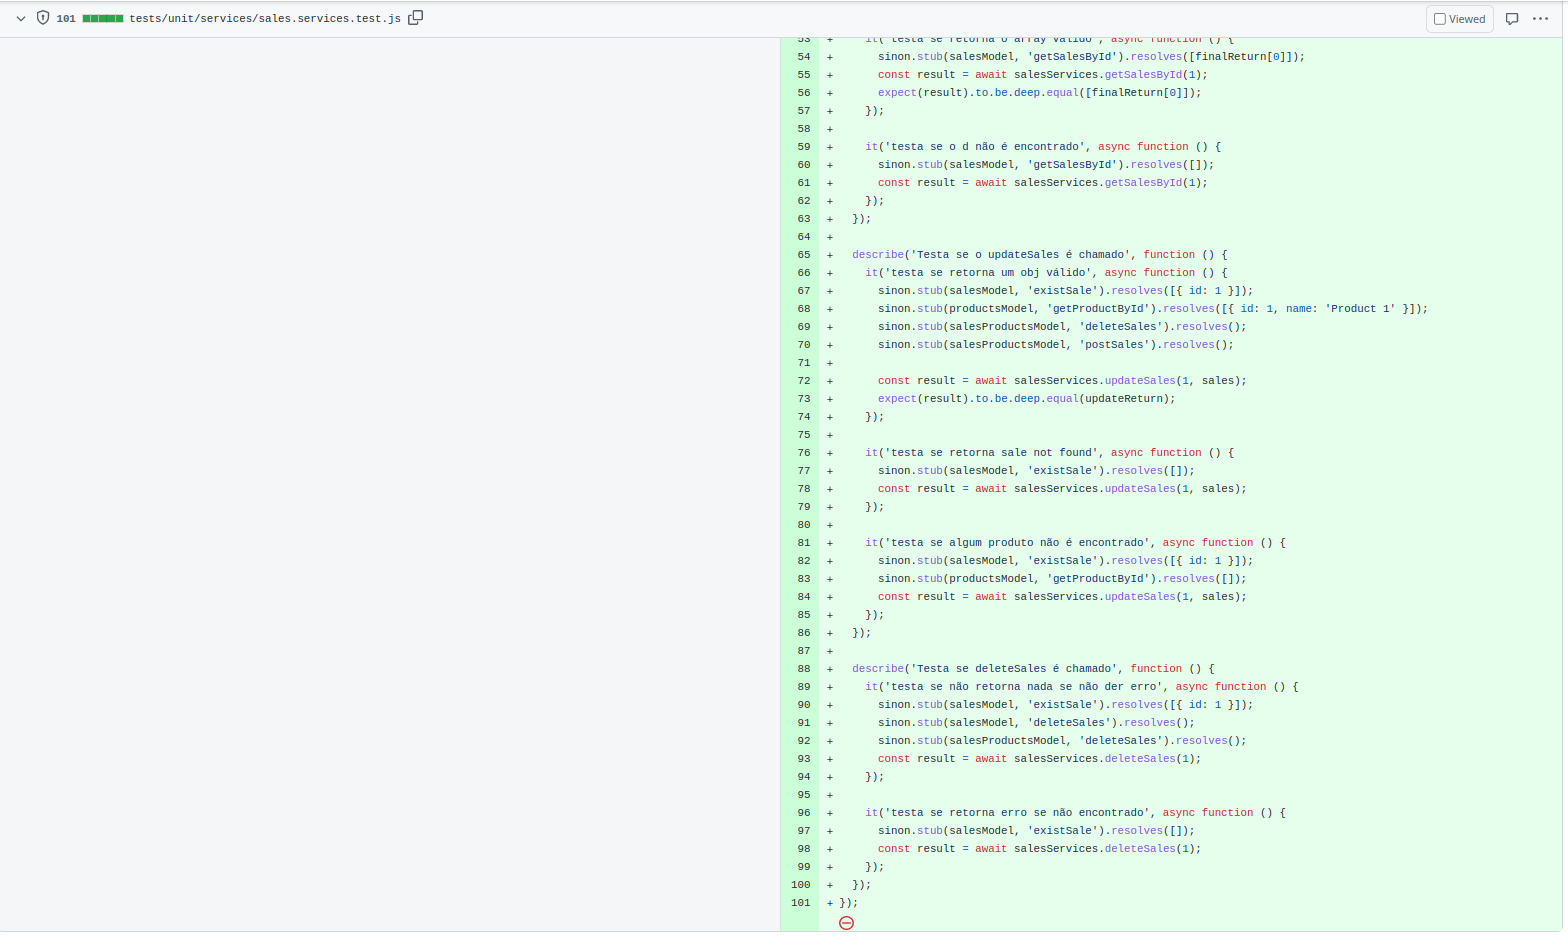 101 tests/unit/services/sales.services.test.js Viewed
53 + it('testa se retorna o array válido', async function () {
54 + sinon.stub(salesModel, 'getSalesById').resolves([finalReturn[0]]);
55 + const result = await salesServices.getSalesById(1);
56 + expect(result).to.be.deep.equal([finalReturn[0]]);
57 + });
58 +
59 + it('testa se o d não é encontrado', async function () {
60 + sinon.stub(salesModel, 'getSalesById').resolves([]);
61 + const result = await salesServices.getSalesById(1);
62 + });
63 + });
64 +
65 + describe('Testa se o updateSales é chamado', function () {
66 + it('testa se retorna um obj válido', async function () {
67 + sinon.stub(salesModel, 'existSale').resolves([{ id: 1 }]);
68 + sinon.stub(productsModel, 'getProductById').resolves([{ id: 1, name: 'Product 1' }]);
69 + sinon.stub(salesProductsModel, 'deleteSales').resolves();
70 + sinon.stub(salesProductsModel, 'postSales').resolves();
71 +
72 + const result = await salesServices.updateSales(1, sales);
73 + expect(result).to.be.deep.equal(updateReturn);
74 + });
75 +
76 + it('testa se retorna sale not found', async function () {
77 + sinon.stub(salesModel, 'existSale').resolves([]);
78 + const result = await salesServices.updateSales(1, sales);
79 + });
80 +
81 + it('testa se algum produto não é encontrado', async function () {
82 + sinon.stub(salesModel, 'existSale').resolves([{ id: 1 }]);
83 + sinon.stub(productsModel, 'getProductById').resolves([]);
84 + const result = await salesServices.updateSales(1, sales);
85 + });
86 + });
87 +
88 + describe('Testa se deleteSales é chamado', function () {
89 + it('testa se não retorna nada se não der erro', async function () {
90 + sinon.stub(salesModel, 'existSale').resolves([{ id: 1 }]);
91 + sinon.stub(salesModel, 'deleteSales').resolves();
92 + sinon.stub(salesProductsModel, 'deleteSales').resolves();
93 + const result = await salesServices.deleteSales(1);
94 + });
95 +
96 + it('testa se retorna erro se não encontrado', async function () {
97 + sinon.stub(salesModel, 'existSale').resolves([]);
98 + const result = await salesServices.deleteSales(1);
99 + });
100 + });
101 + });